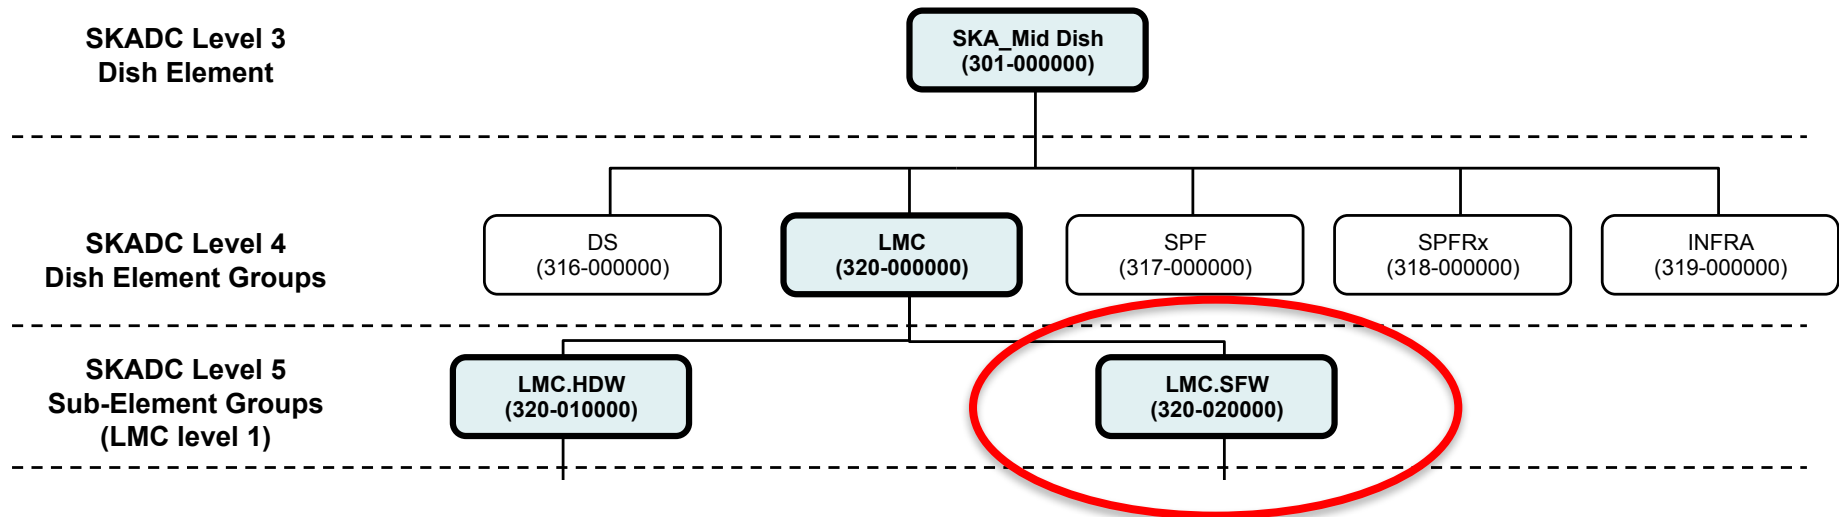 SKADC Level 3
Dish Element
SKA_Mid Dish
(301-000000)
SKADC Level 4
Dish Element Groups
DS
(316-000000)
LMC
(320-000000)
SPF
(317-000000)
SPFRx
(318-000000)
INFRA
(319-000000)
SKADC Level 5
Sub-Element Groups
(LMC level 1)
LMC.HDW
(320-010000)
LMC.SFW
(320-020000)